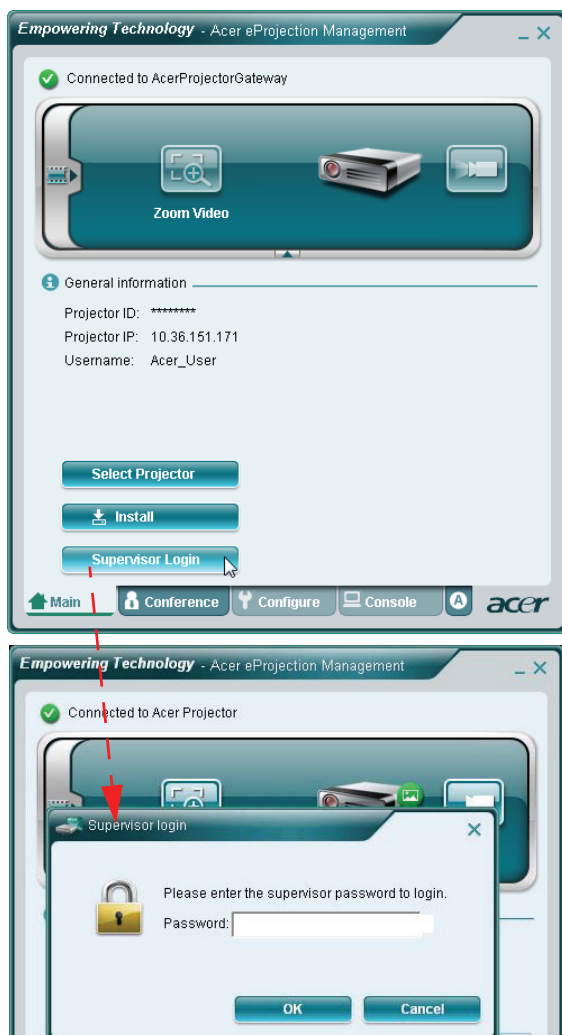 Empowering Technology - Acer eProjection Management
Connected to AcerProjectorGateway
Zoom Video
General information
Projector ID: ********
Projector IP: 10.36.151.171
Username: Acer_User
Select Projector
Install
Supervisor Login
Main Conference Configure Console A acer
Empowering Technology - Acer eProjection Management
Connected to Acer Projector
Supervisor login
Please enter the supervisor password to login.
Password:
OK Cancel